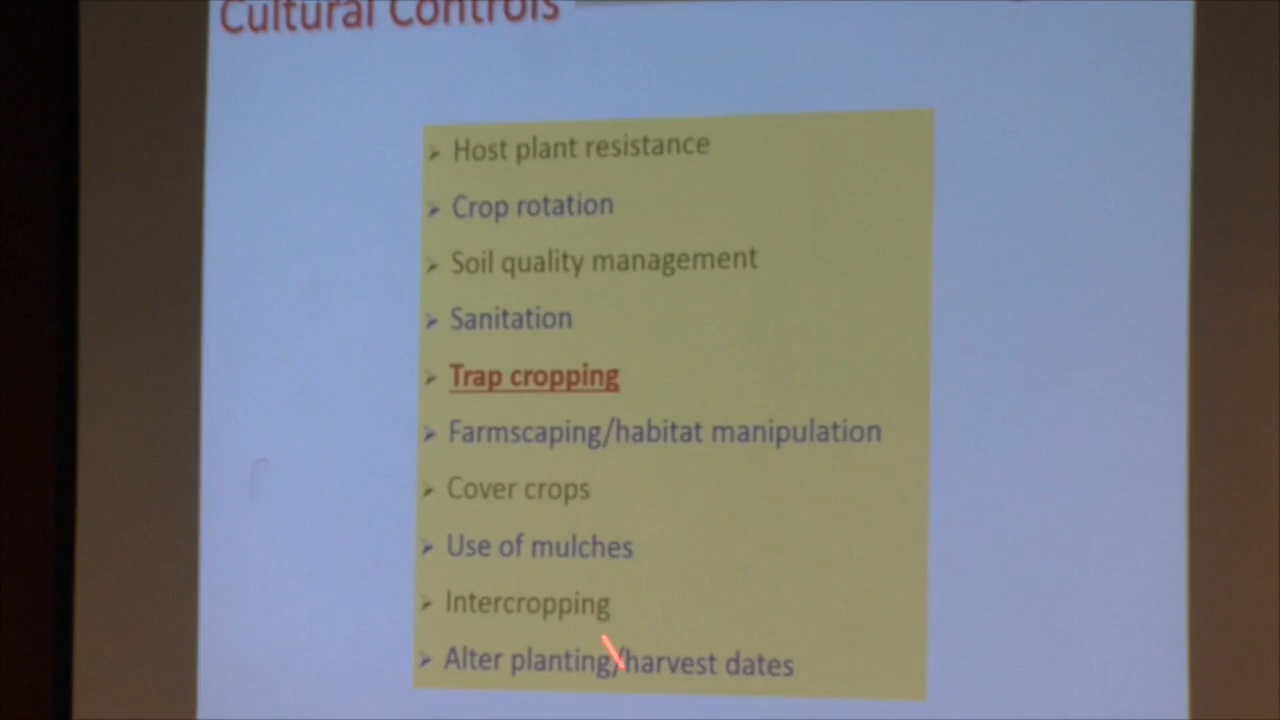 Cultural Controls
➢ Host plant resistance
➢ Crop rotation
➢ Soil quality management
➢ Sanitation
➢ Trap cropping
➢ Farmscaping/habitat manipulation
➢ Cover crops
➢ Use of mulches
➢ Intercropping
➢ Alter planting/harvest dates